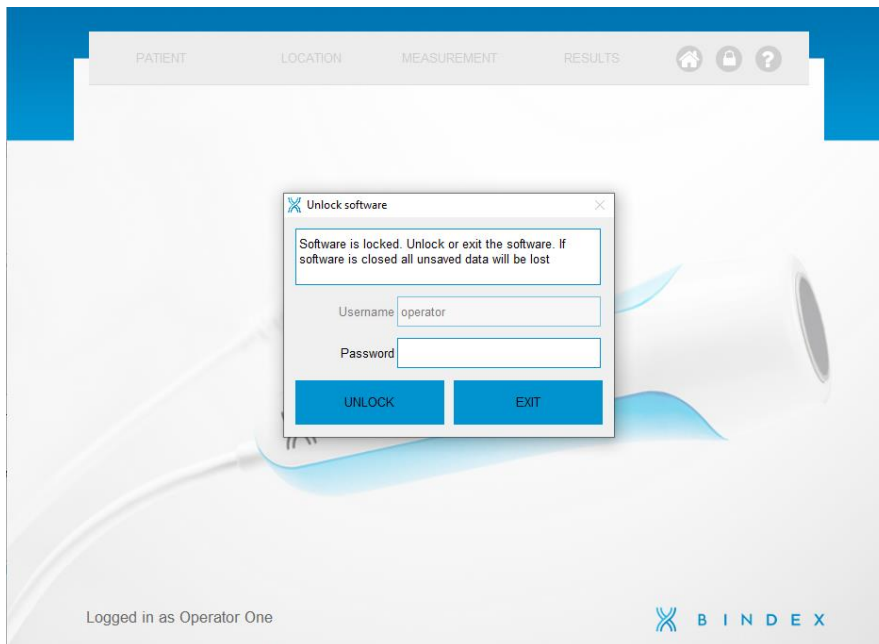 PATIENT LOCATION MEASUREMENT RESULTS ?
Unlock software
Software is locked. Unlock or exit the software. If
software is closed all unsaved data will be lost
Username operator
Password
UNLOCK EXIT
Logged in as Operator One
BINDEX